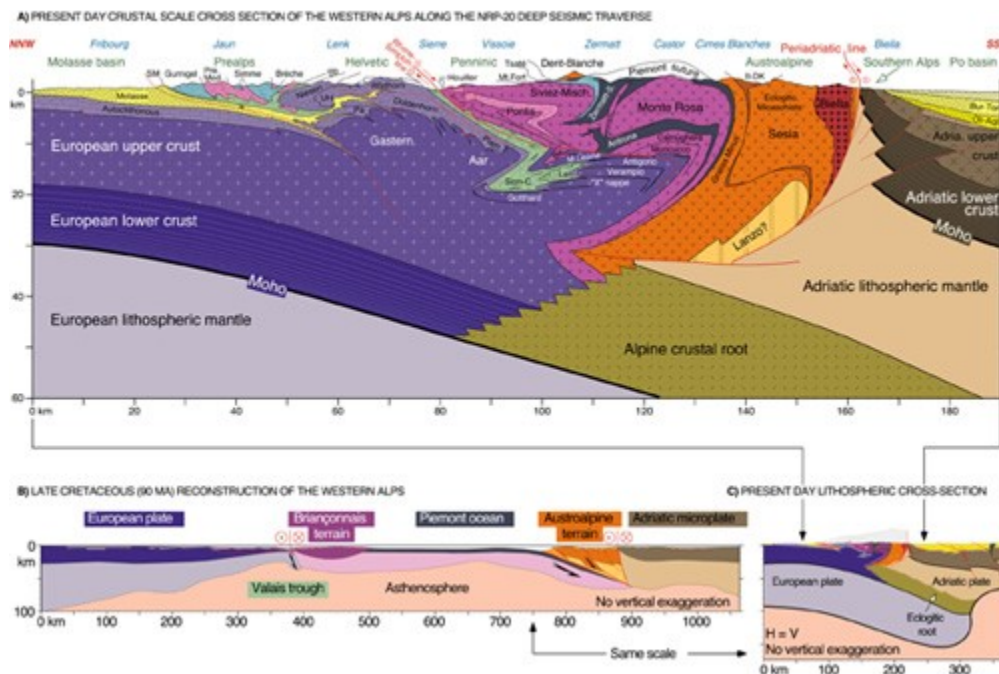 A) PRESENT DAY CRUSTAL SCALE CROSS SECTION OF THE WESTERN ALPS ALONG THE NRP-20 DEEP SEISMIC TRAVERSE
NNW Fribourg Jaun Lenk Sierre Vissoie Zermatt Castor Cimes Blanches Periadriatic line Biella
Molasse basin Prealps Helvetic Penninic Dent-Blanche Piemont suture Austroalpine Southern Alps Po basin
SM Gurnigel Simme Brèche Houiller Mt.Fort II-DK
0
km
Molasse
Autochtonous
Doldenhorn
Siviez-Misch.
Monte Rosa
Antrona
Sesia
Biella
Gastern.
Aar
Pontis
Sion-C.
Gotthard
Antigorio
Verampio
"X" nappe
Lanzo?
European upper crust
European lower crust
Moho
European lithospheric mantle
Adria. upper
crust
Adriatic lower
crust
Moho
Adriatic lithospheric mantle
Alpine crustal root
20
40
60
0 km 20 40 60 80 100 120 140 160 180
B) LATE CRETACEOUS (90 MA) RECONSTRUCTION OF THE WESTERN ALPS
European plate Briançonnais terrain Piemont ocean Austroalpine terrain Adriatic microplate
0
km
100
Valais trough
Asthenosphere
No vertical exaggeration
0 km 100 200 300 400 500 600 700 800 900 1000
Same scale
C) PRESENT DAY LITHOSPHERIC CROSS-SECTION
European plate
Adriatic plate
Eclogitic
root
H = V
No vertical exaggeration
0 km 100 200 300